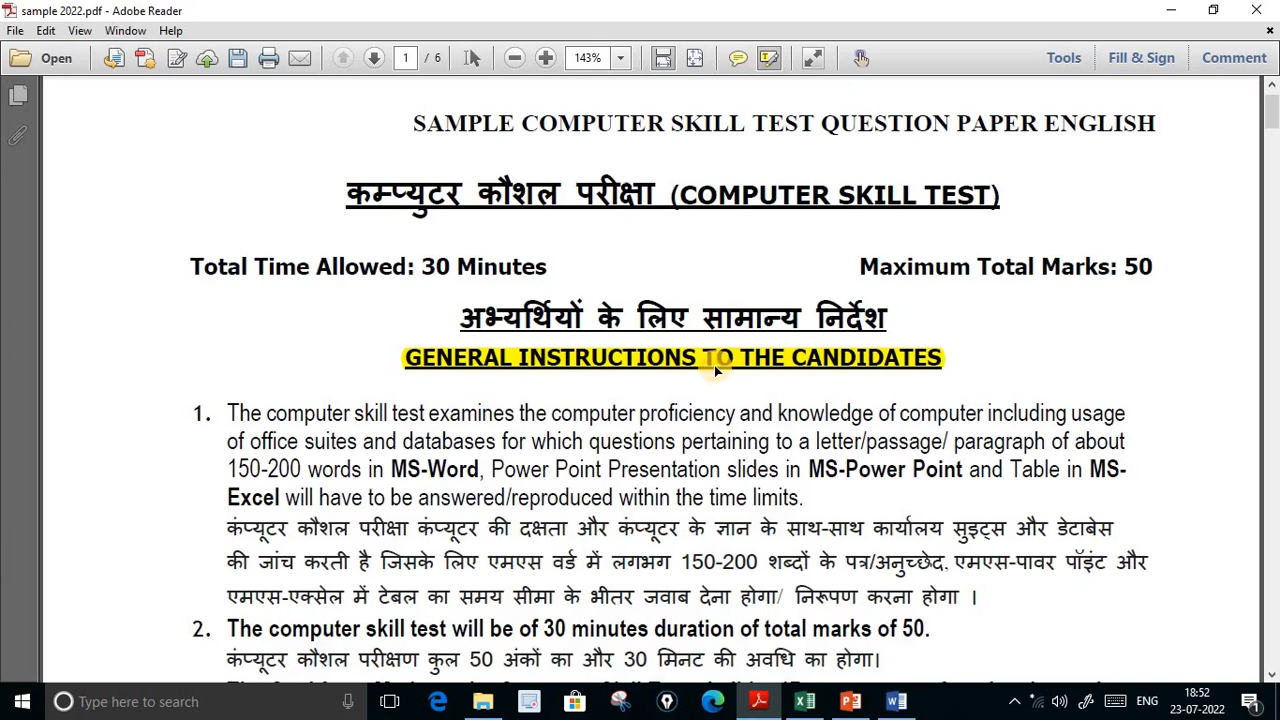 sample 2022.pdf - Adobe Reader
File Edit View Window Help
Open 1 / 6 143% Tools Fill & Sign Comment
SAMPLE COMPUTER SKILL TEST QUESTION PAPER ENGLISH
कम्प्युटर कौशल परीक्षा (COMPUTER SKILL TEST)
Total Time Allowed: 30 Minutes Maximum Total Marks: 50
अभ्यर्थियों के लिए सामान्य निर्देश
GENERAL INSTRUCTIONS TO THE CANDIDATES
1. The computer skill test examines the computer proficiency and knowledge of computer including usage
of office suites and databases for which questions pertaining to a letter/passage/ paragraph of about
150-200 words in MS-Word, Power Point Presentation slides in MS-Power Point and Table in MS-
Excel will have to be answered/reproduced within the time limits.
कंप्यूटर कौशल परीक्षा कंप्यूटर की दक्षता और कंप्यूटर के ज्ञान के साथ-साथ कार्यालय सुइट्स और डेटाबेस
की जांच करती है जिसके लिए एमएस वर्ड में लगभग 150-200 शब्दों के पत्र/अनुच्छेद, एमएस-पावर पॉइंट और
एमएस-एक्सेल में टेबल का समय सीमा के भीतर जवाब देना होगा/ निरूपण करना होगा ।
2. The computer skill test will be of 30 minutes duration of total marks of 50.
कंप्यूटर कौशल परीक्षण कुल 50 अंकों का और 30 मिनट की अवधि का होगा।
Type here to search ENG 18:52
23-07-2022 1